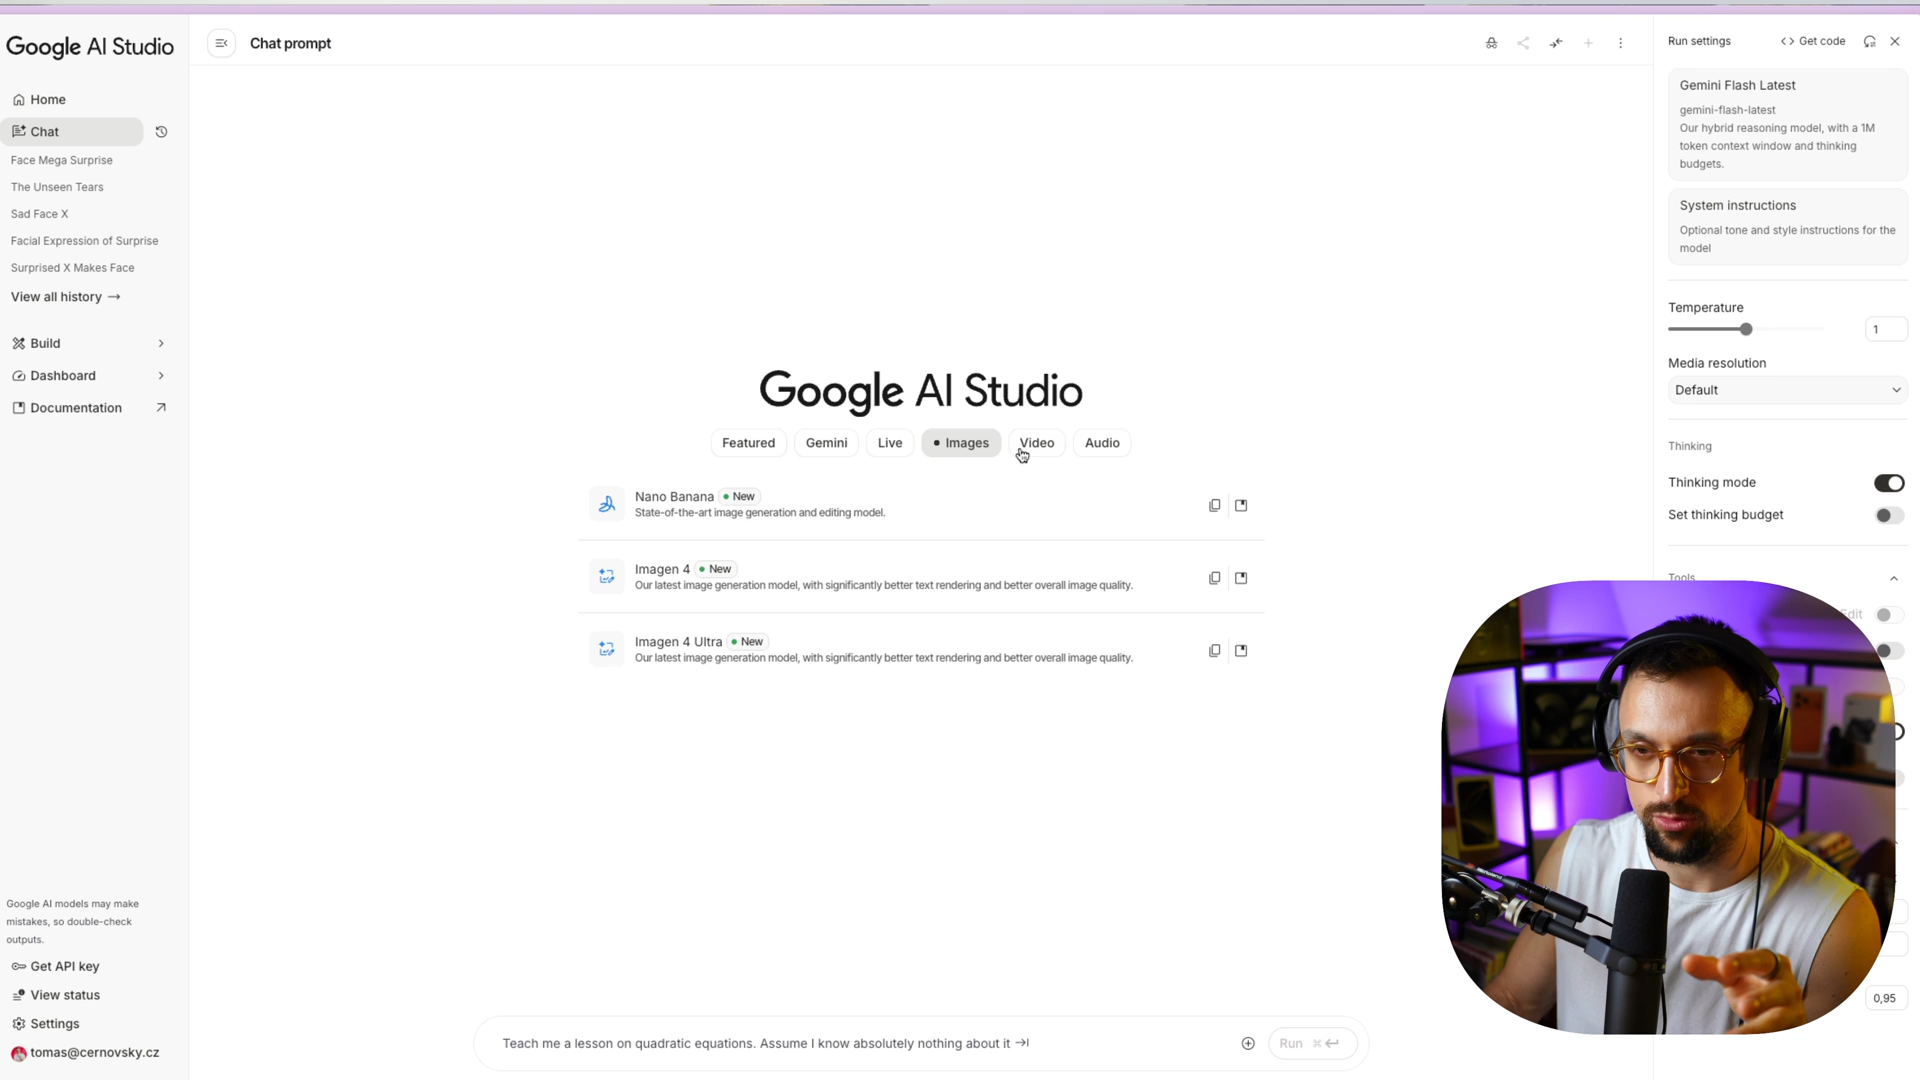 Google AI Studio
Home
Chat
Face Mega Surprise
The Unseen Tears
Sad Face X
Facial Expression of Surprise
Surprised X Makes Face
View all history →
Build
Dashboard
Documentation
Google AI models may make
mistakes, so double-check
outputs.
Get API key
View status
Settings
tomas@cernovsky.cz
Chat prompt
Google AI Studio
Featured
Gemini
Live
Images
Video
Audio
Nano Banana New
State-of-the-art image generation and editing model.
Imagen 4 New
Our latest image generation model, with significantly better text rendering and better overall image quality.
Imagen 4 Ultra New
Our latest image generation model, with significantly better text rendering and better overall image quality.
Teach me a lesson on quadratic equations. Assume I know absolutely nothing about it
Run ⌘
Run settings
<> Get code
Gemini Flash Latest
gemini-flash-latest
Our hybrid reasoning model, with a 1M
token context window and thinking
budgets.
System instructions
Optional tone and style instructions for the
model
Temperature
1
Media resolution
Default
Thinking
Thinking mode
Set thinking budget
Tools
Edit
0,95